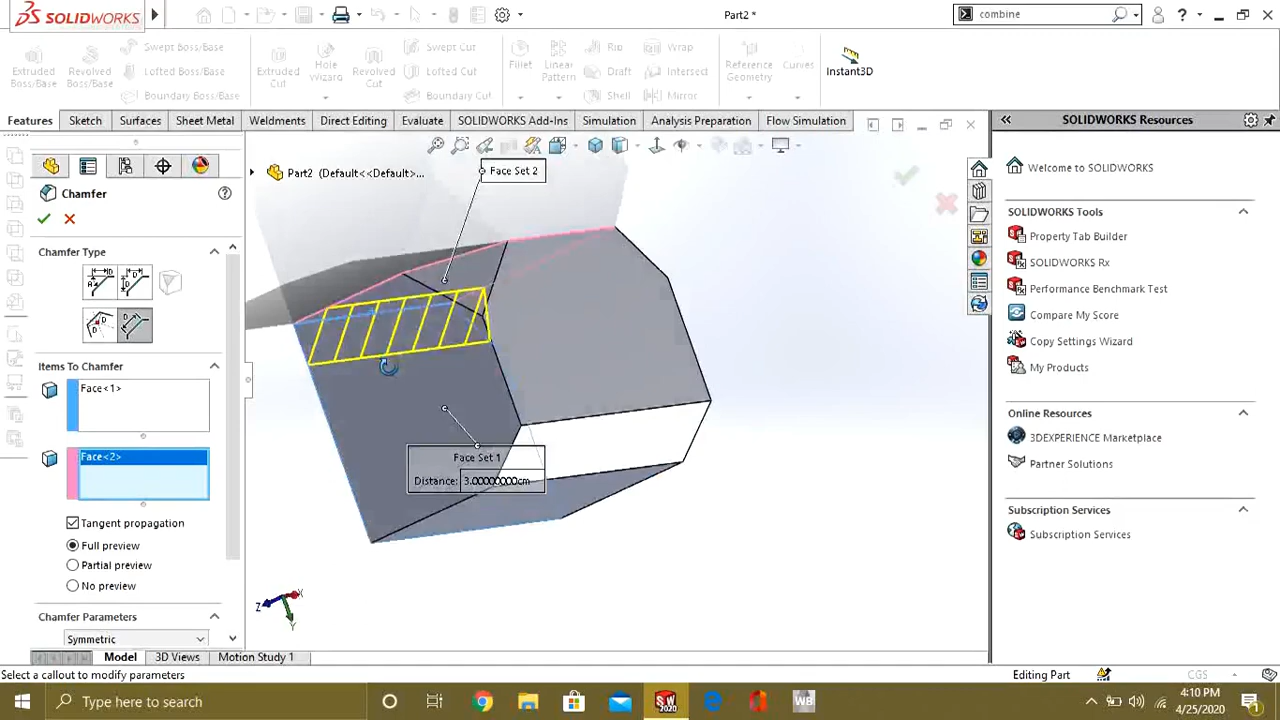 SOLIDWORKS
Part2 *
combine
Extruded Boss/Base
Revolved Boss/Base
Swept Boss/Base
Lofted Boss/Base
Boundary Boss/Base
Extruded Cut
Hole Wizard
Revolved Cut
Swept Cut
Lofted Cut
Boundary Cut
Fillet
Linear Pattern
Rib
Draft
Shell
Wrap
Intersect
Mirror
Reference Geometry
Curves
Instant3D
Features
Sketch
Surfaces
Sheet Metal
Weldments
Direct Editing
Evaluate
SOLIDWORKS Add-Ins
Simulation
Analysis Preparation
Flow Simulation
Part2 (Default<<Default>...
Chamfer
Chamfer Type
Items To Chamfer
Face<1>
Face<2>
Tangent propagation
Full preview
Partial preview
No preview
Chamfer Parameters
Symmetric
Face Set 2
Face Set 1
Distance: 3.00000000cm
X
Y
Z
SOLIDWORKS Resources
Welcome to SOLIDWORKS
SOLIDWORKS Tools
Property Tab Builder
SOLIDWORKS Rx
Performance Benchmark Test
Compare My Score
Copy Settings Wizard
My Products
Online Resources
3DEXPERIENCE Marketplace
Partner Solutions
Subscription Services
Subscription Services
Model
3D Views
Motion Study 1
Select a callout to modify parameters
Editing Part
CGS
Type here to search
SW
2020
WB
4:10 PM
4/25/2020